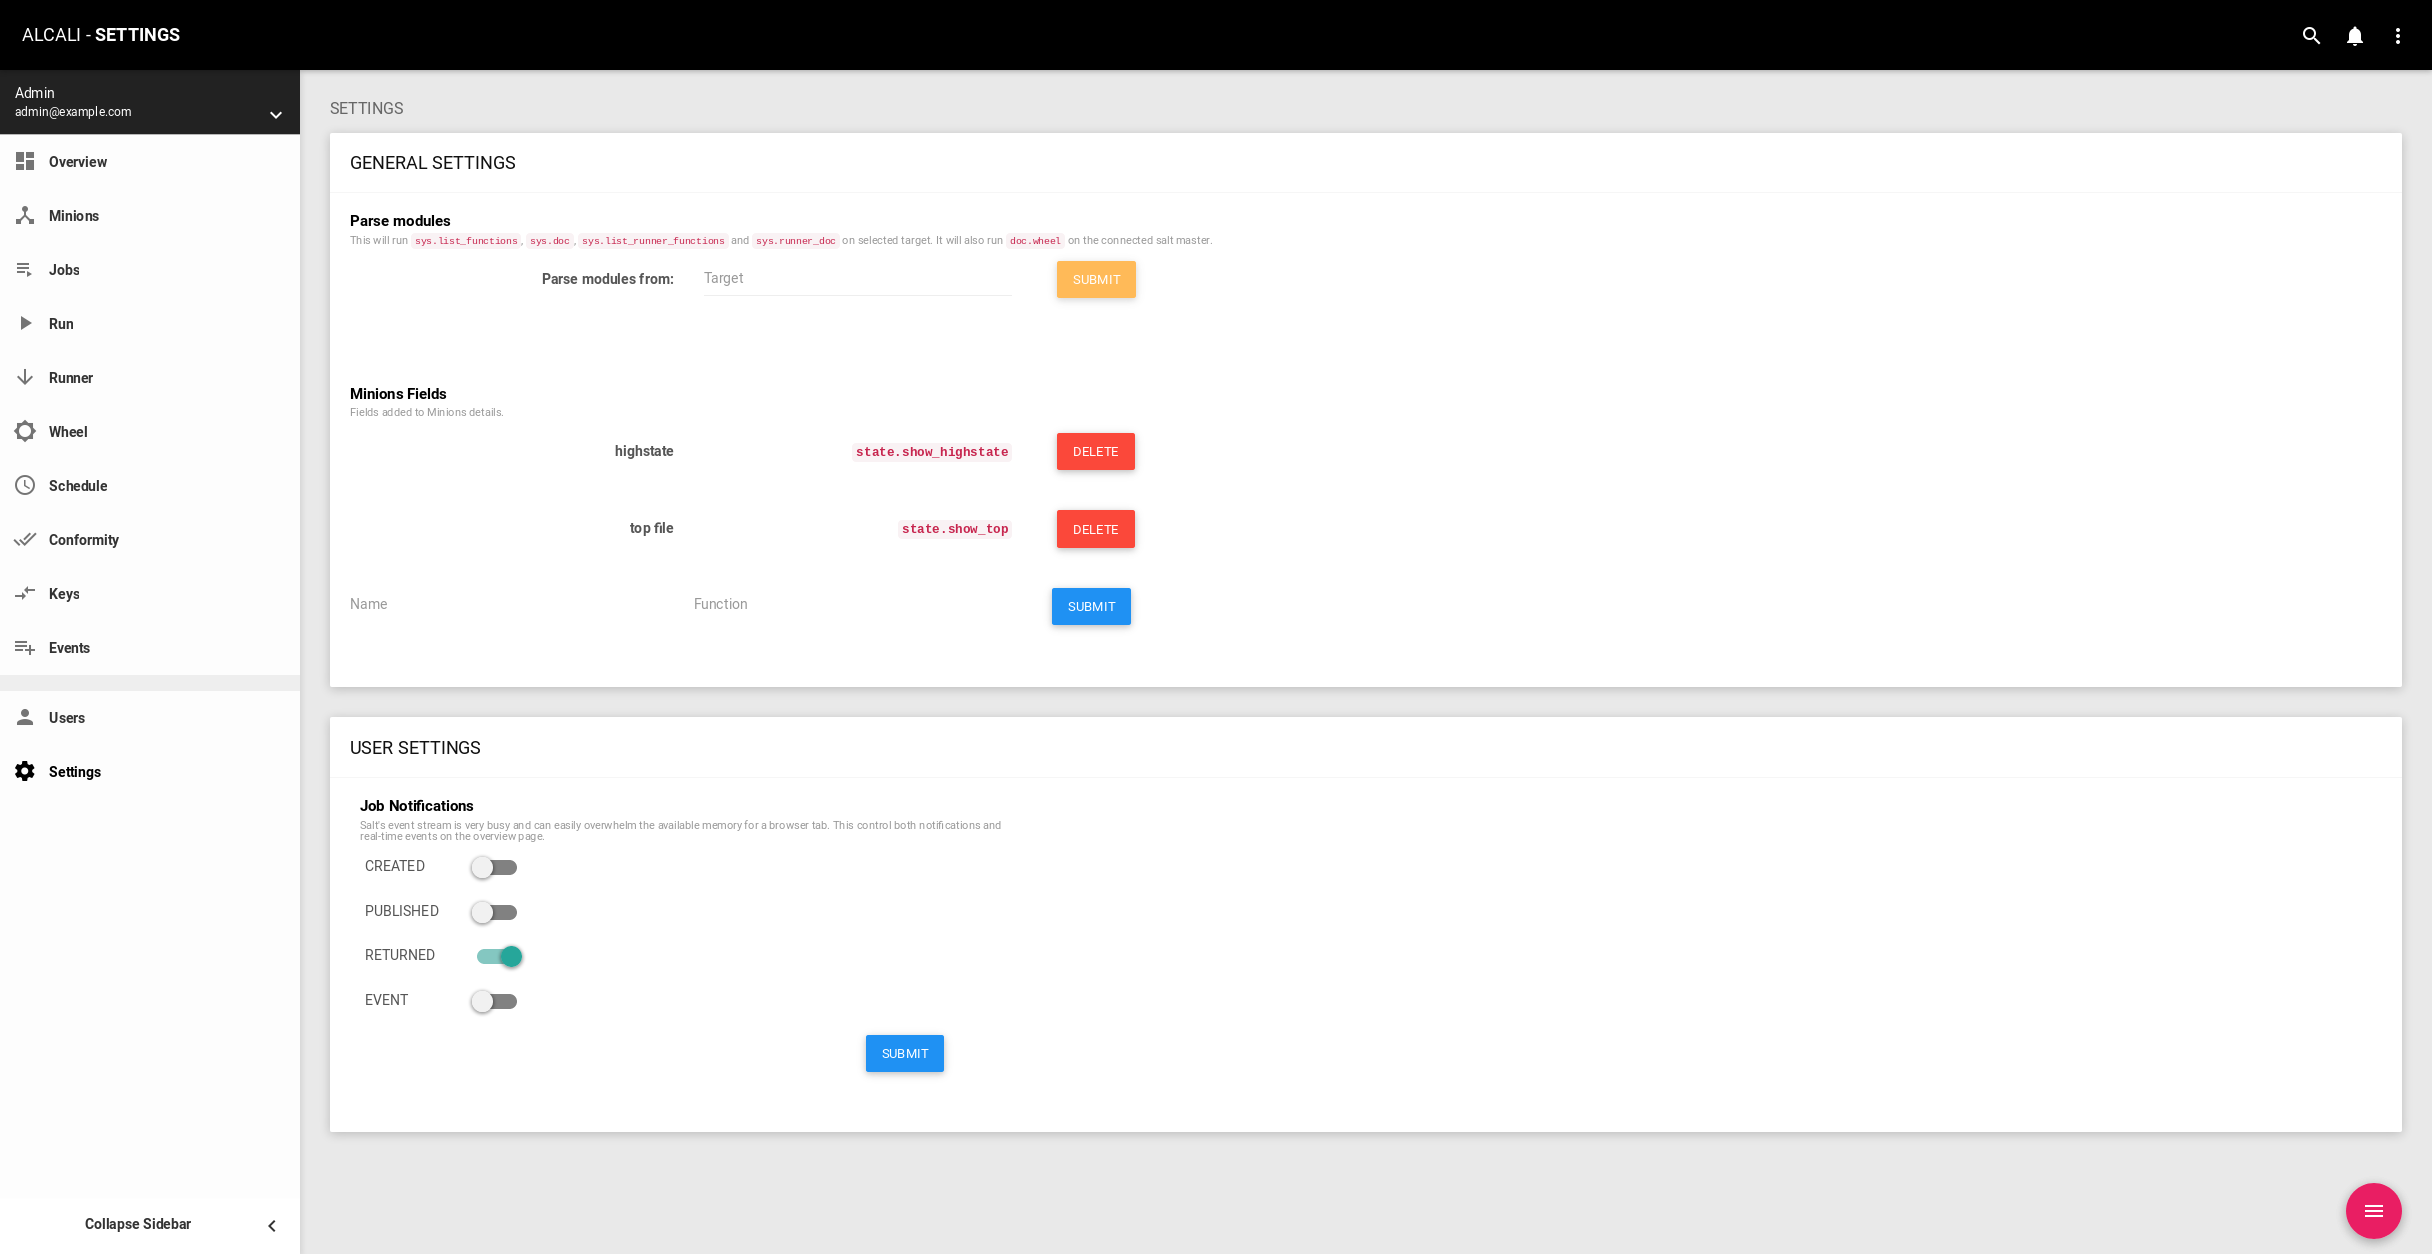 ALCALI - SETTINGS
Admin
admin@example.com
Overview
Minions
Jobs
Run
Runner
Wheel
Schedule
Conformity
Keys
Events
Users
Settings
Collapse Sidebar
SETTINGS
GENERAL SETTINGS
Parse modules
This will run sys.list_functions, sys.doc, sys.list_runner_functions and sys.runner_doc on selected target. It will also run doc.wheel on the connected salt master.
Parse modules from: Target SUBMIT
Minions Fields
Fields added to Minions details.
highstate state.show_highstate DELETE
top file state.show_top DELETE
Name Function SUBMIT
USER SETTINGS
Job Notifications
Salt's event stream is very busy and can easily overwhelm the available memory for a browser tab. This control both notifications and
real-time events on the overview page.
CREATED
PUBLISHED
RETURNED
EVENT
SUBMIT